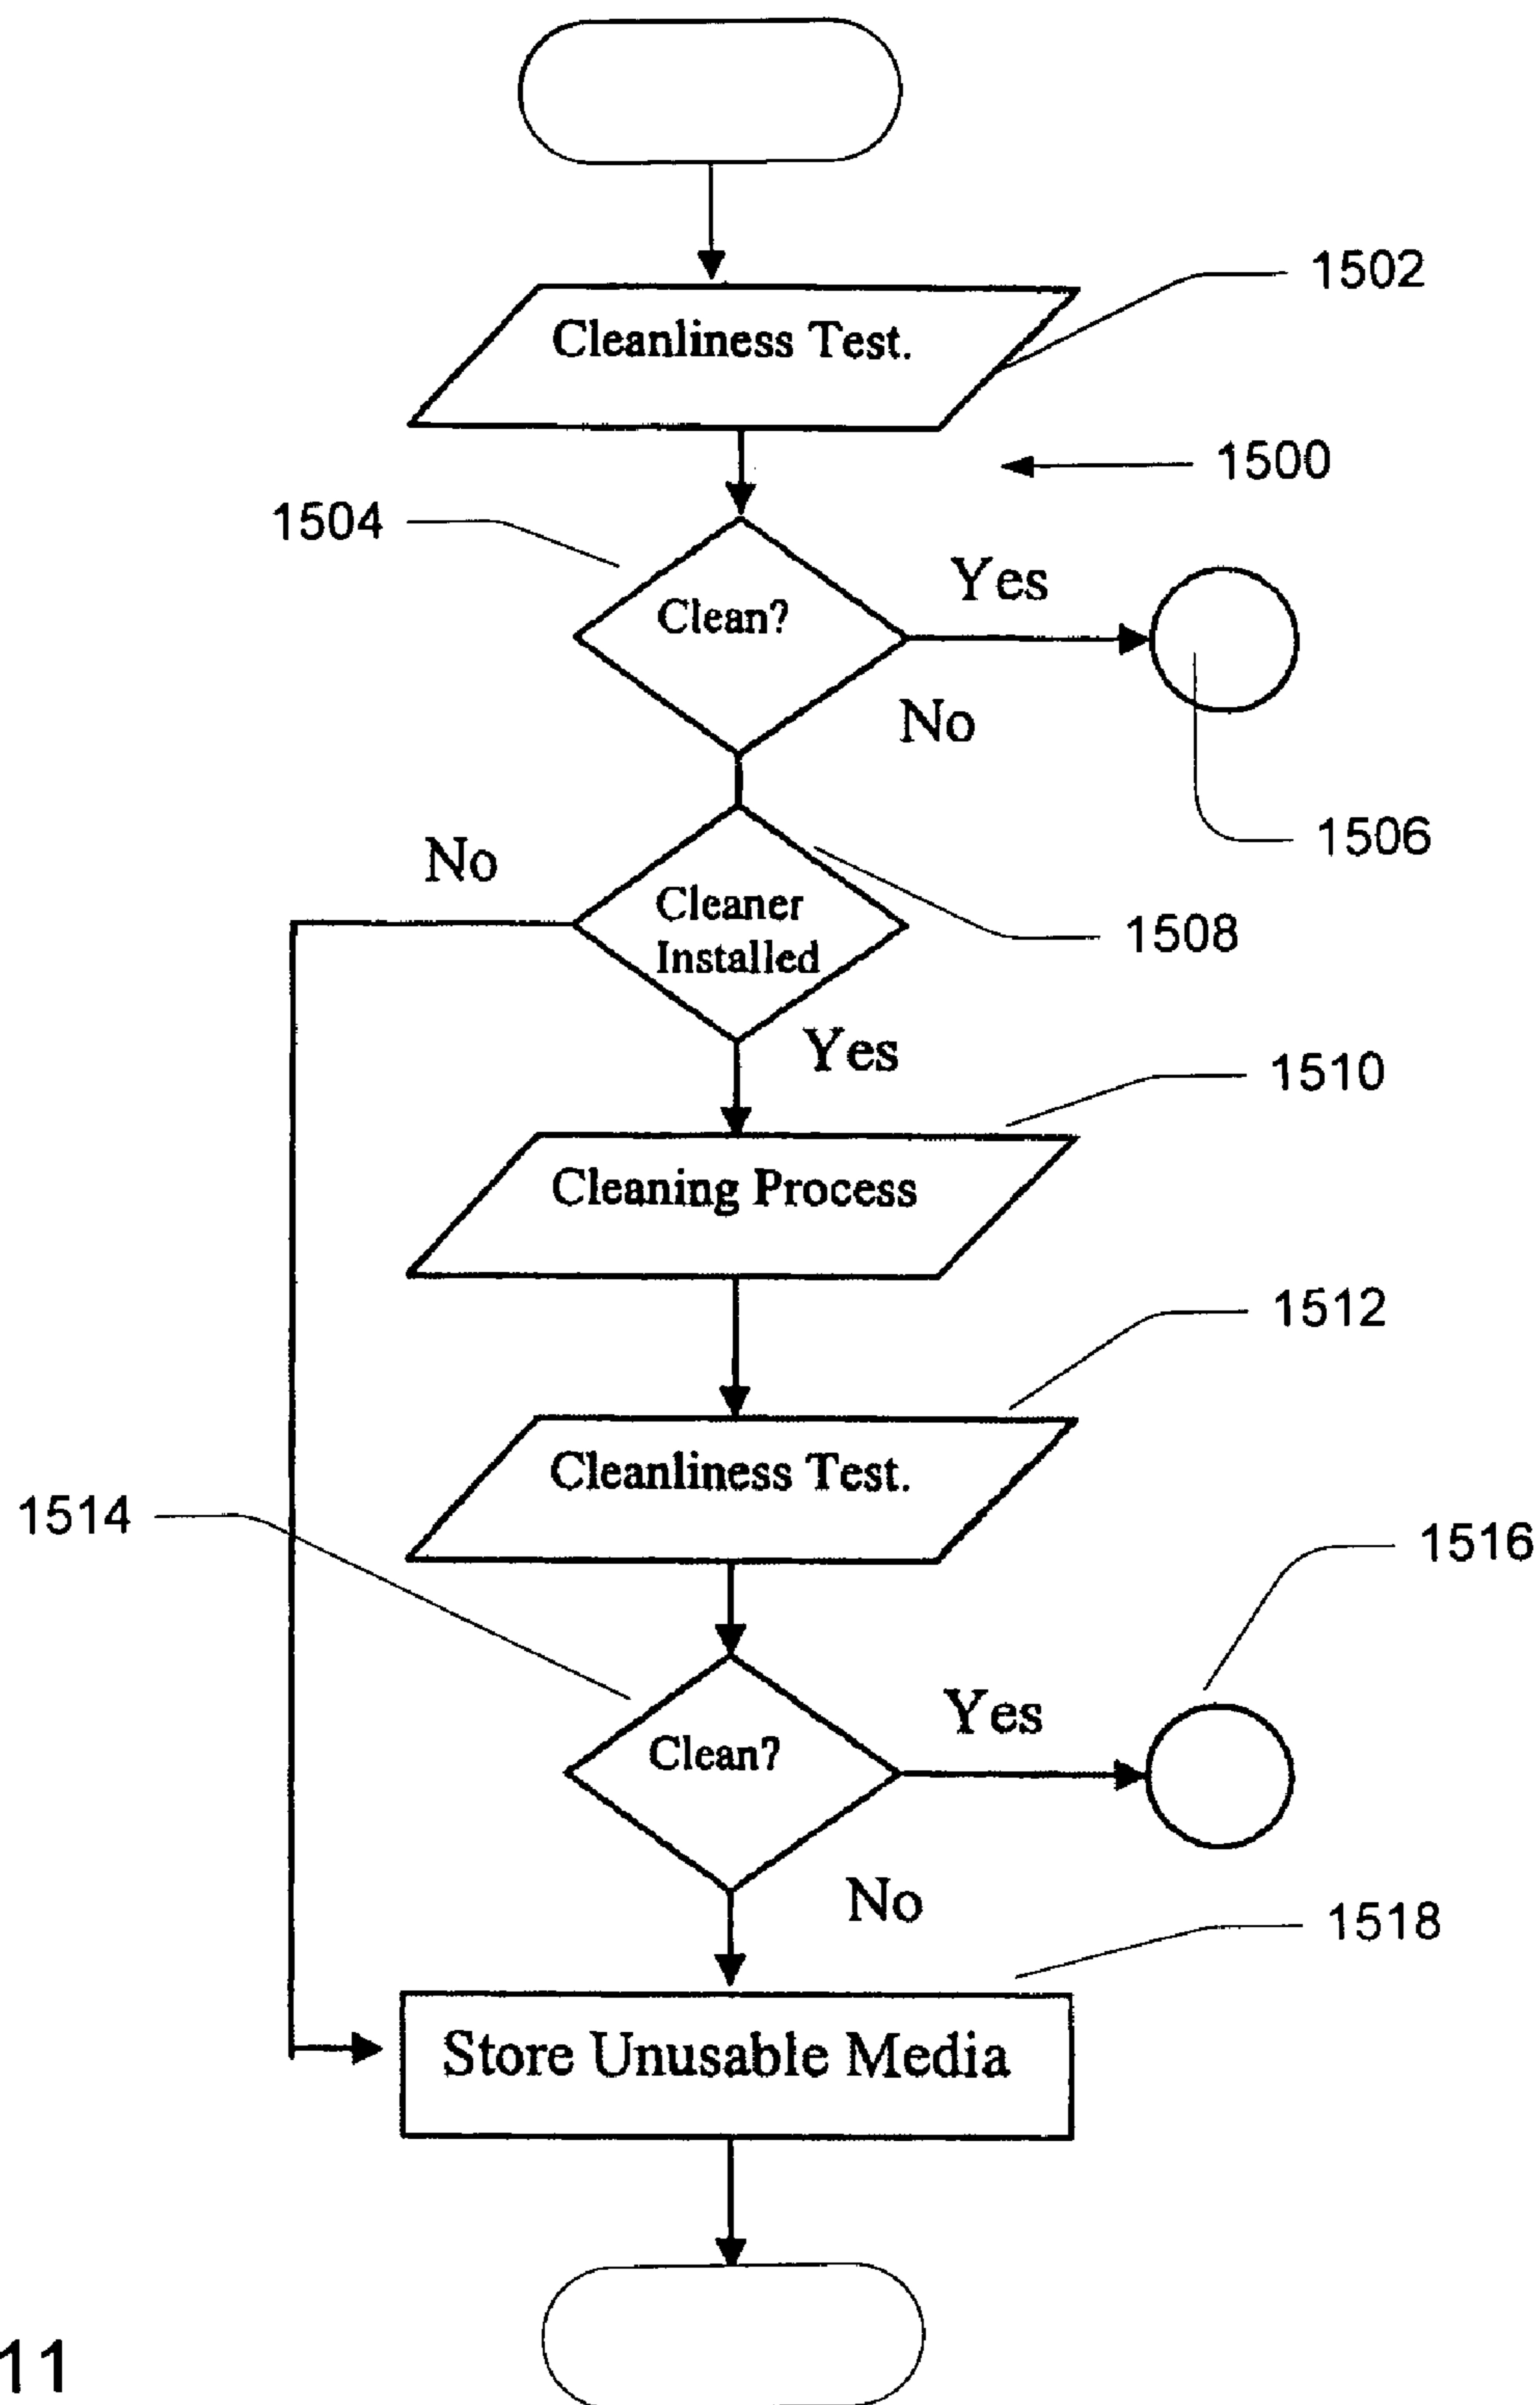 1502
Cleanliness Test.
1500
1504
Yes
Clean?
No
1506
No
Cleaner
Installed
1508
Yes
1510
Cleaning Process
1512
Cleanliness Test.
1514
1516
Yes
Clean?
No
1518
Store Unusable Media
11